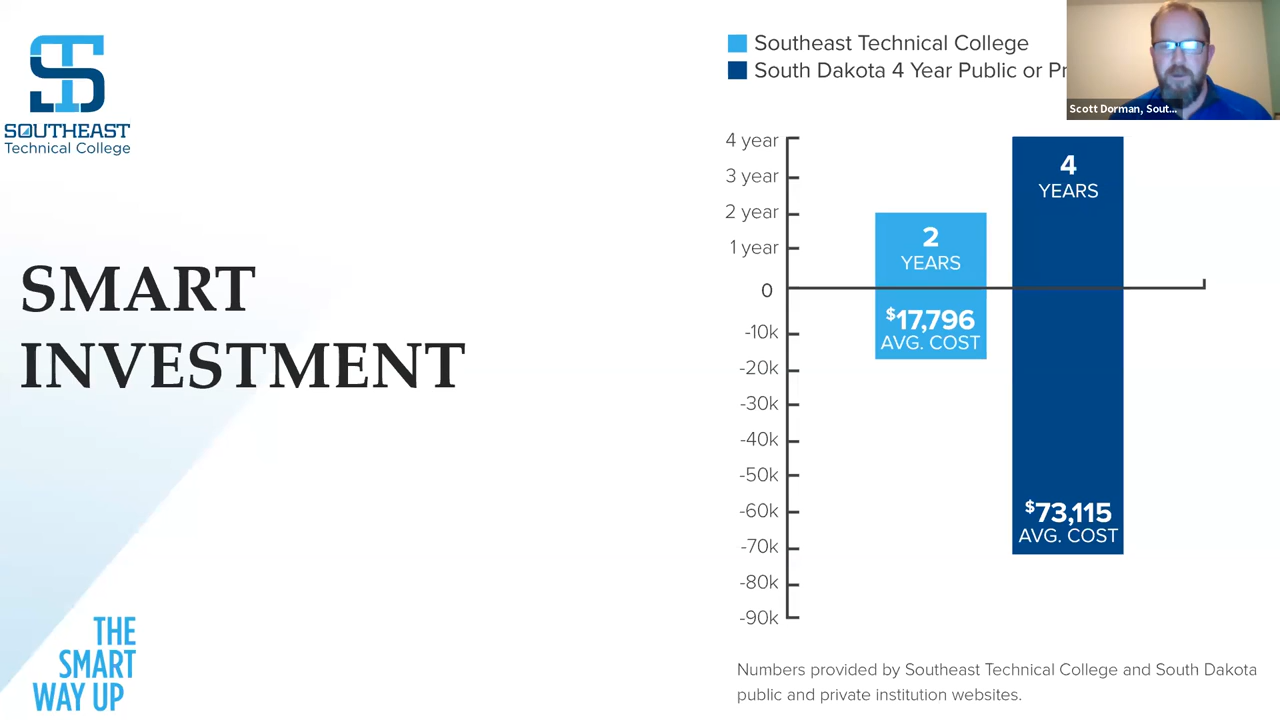 SOUTHEAST
Technical College
SMART
INVESTMENT
THE
SMART
WAY UP
Southeast Technical College
South Dakota 4 Year Public or
Scott Dorman, Sout...
4 year
3 year
2 year
1 year
0
-10k
-20k
-30k
-40k
-50k
-60k
-70k
-80k
-90k
2
YEARS
$17,796
AVG. COST
4
YEARS
$73,115
AVG. COST
Numbers provided by Southeast Technical College and South Dakota
public and private institution websites.